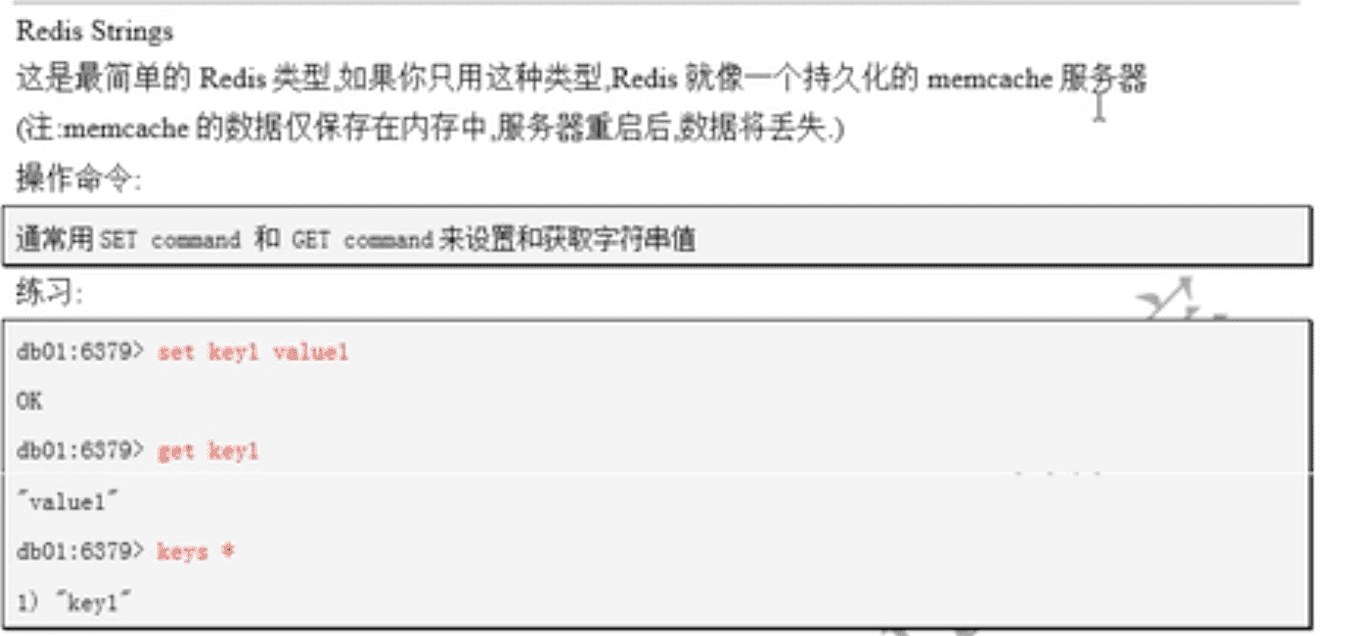 Redis Strings
这是最简单的 Redis 类型,如果你只用这种类型,Redis 就像一个持久化的 memcache 服务器
(注:memcache 的数据仅保存在内存中,服务器重启后,数据将丢失.)
操作命令:
通常用 SET command 和 GET command 来设置和获取字符串值
练习:
db01:6379> set key1 value1
OK
db01:6379> get key1
"value1"
db01:6379> keys *
1) "key1"